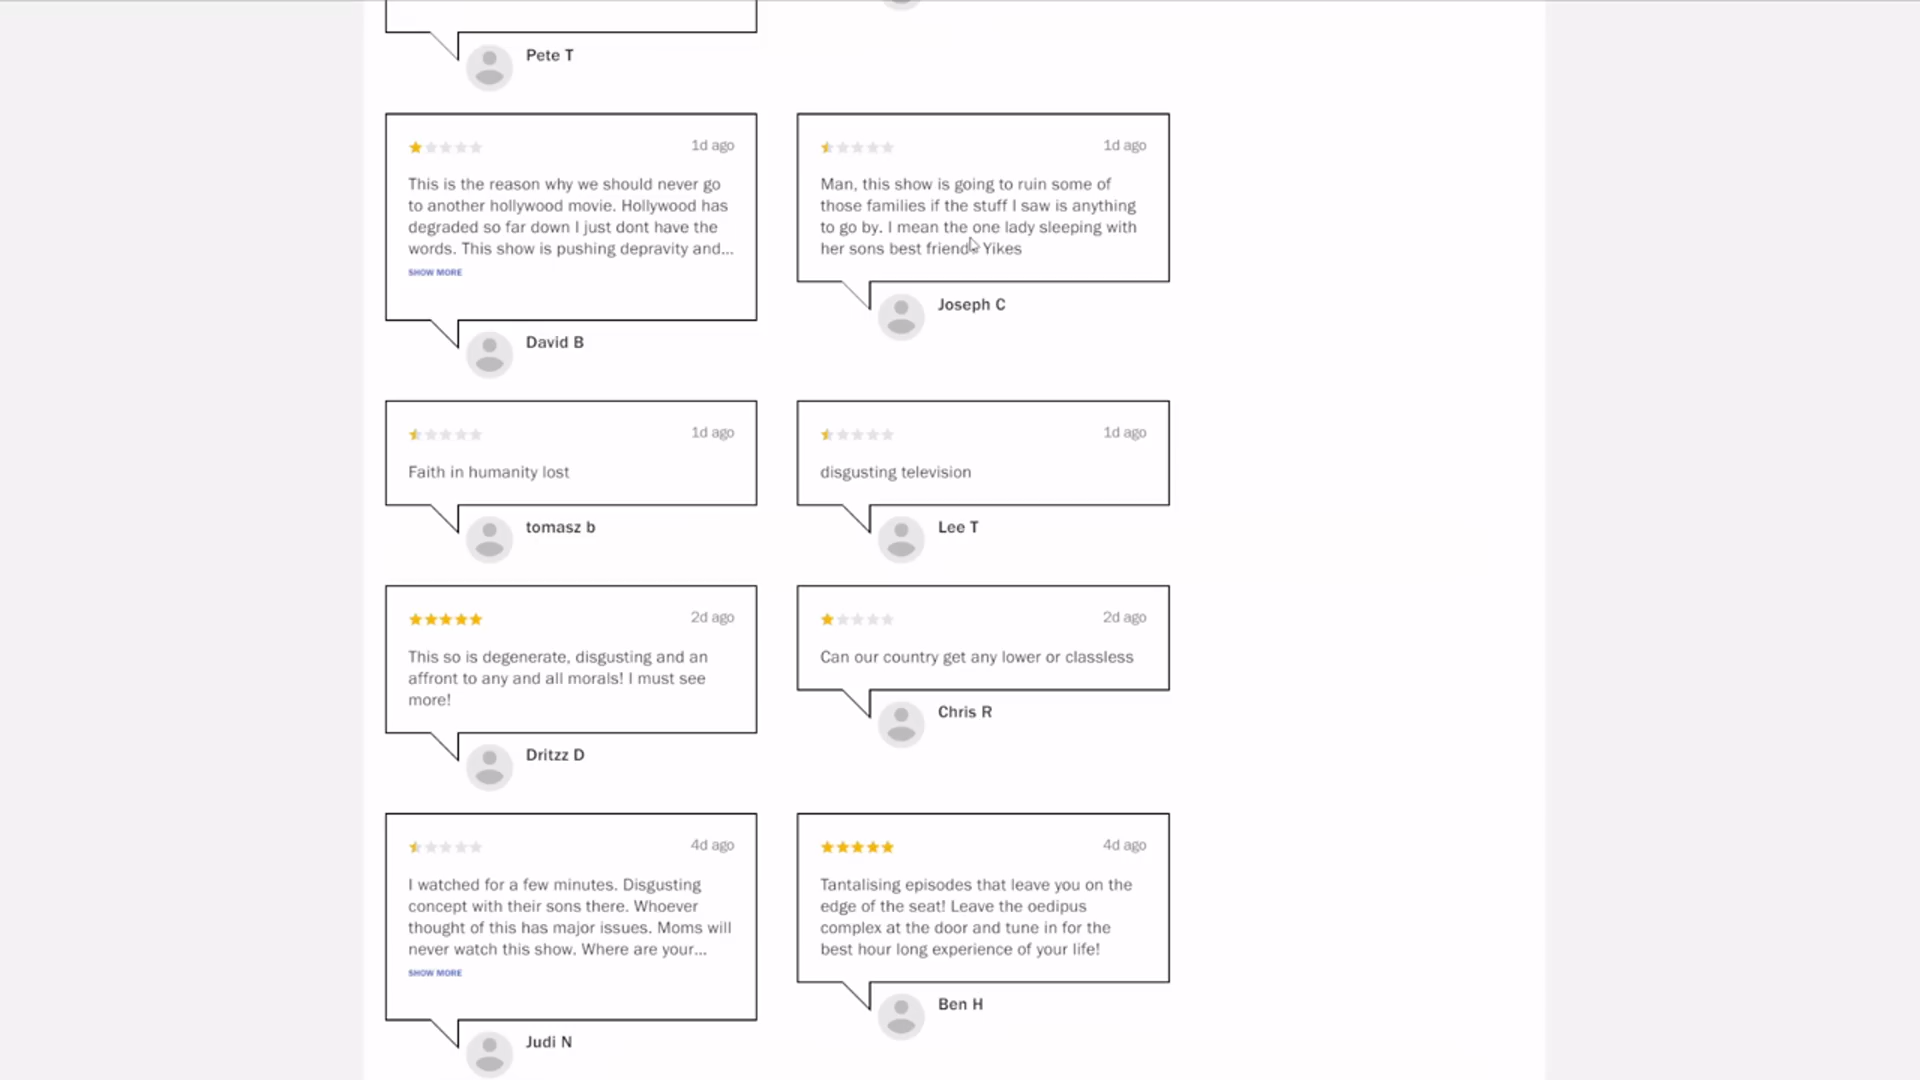 Pete T
1d ago
This is the reason why we should never go
to another hollywood movie. Hollywood has
degraded so far down I just dont have the
words. This show is pushing depravity and...
SHOW MORE
David B
1d ago
Man, this show is going to ruin some of
those families if the stuff I saw is anything
to go by. I mean the one lady sleeping with
her sons best friend Yikes
Joseph C
1d ago
Faith in humanity lost
tomasz b
1d ago
disgusting television
Lee T
2d ago
This so is degenerate, disgusting and an
affront to any and all morals! I must see
more!
Dritzz D
2d ago
Can our country get any lower or classless
Chris R
4d ago
I watched for a few minutes. Disgusting
concept with their sons there. Whoever
thought of this has major issues. Moms will
never watch this show. Where are your...
SHOW MORE
Judi N
4d ago
Tantalising episodes that leave you on the
edge of the seat! Leave the oedipus
complex at the door and tune in for the
best hour long experience of your life!
Ben H